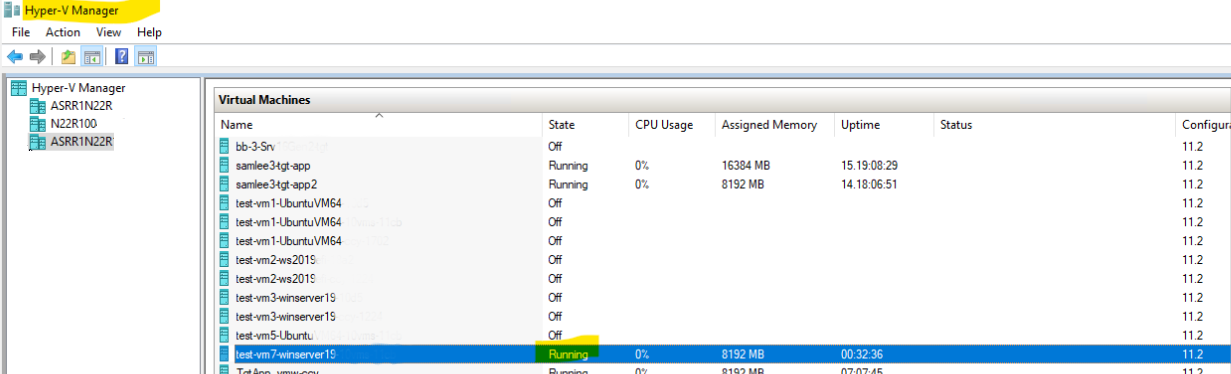 Hyper-V Manager
File Action View Help
Hyper-V Manager
ASRR1N22R
N22R100
ASRR1N22R
Virtual Machines
Name State CPU Usage Assigned Memory Uptime Status Configura
bb-3-Srv Off 11.2
samlee3-tgt-app Running 0% 16384 MB 15.19:08:29 11.2
samlee3-tgt-app2 Running 0% 8192 MB 14.18:06:51 11.2
test-vm1-UbuntuVM64 Off 11.2
test-vm1-UbuntuVM64 Off 11.2
test-vm1-UbuntuVM64 Off 11.2
test-vm2-ws2019 Off 11.2
test-vm2-ws2019 Off 11.2
test-vm3-winserver19 Off 11.2
test-vm3-winserver19 Off 11.2
test-vm5-Ubuntu Off 11.2
test-vm7-winserver19 Running 0% 8192 MB 00:32:36 11.2
Running 0% 8192 MB 07:07:45 11.2